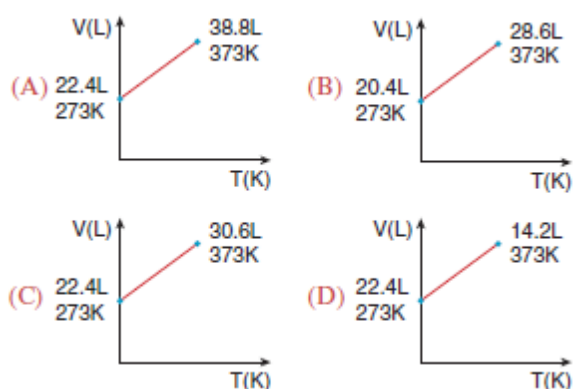 V(L)
38.8L
373K
(A)
22.4L
273K
T(K)
V(L)
28.6L
373K
(B)
20.4L
273K
T(K)
V(L)
30.6L
373K
(C)
22.4L
273K
T(K)
V(L)
14.2L
373K
(D)
22.4L
273K
T(K)